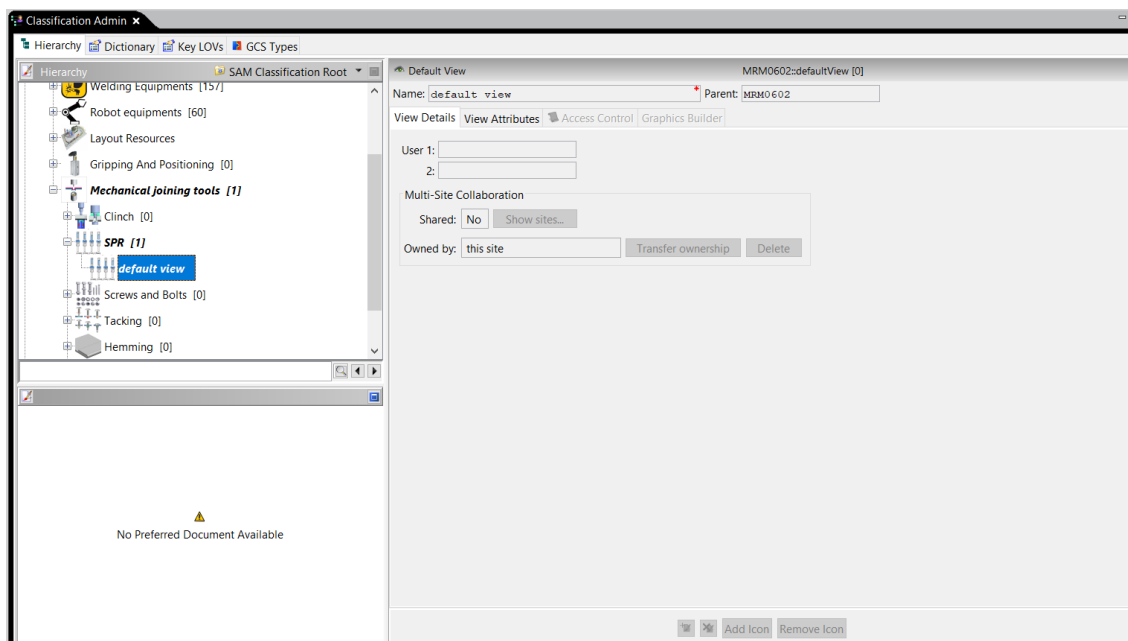 Classification Admin
Hierarchy Dictionary Key LOVs GCS Types
Hierarchy SAM Classification Root
Welding Equipments [157]
Robot equipments [60]
Layout Resources
Gripping And Positioning [0]
Mechanical joining tools [1]
Clinch [0]
SPR [1]
default view
Screws and Bolts [0]
Tacking [0]
Hemming [0]
No Preferred Document Available
Default View MRM0602::defaultView [0]
Name: default view * Parent: MRM0602
View Details View Attributes Access Control Graphics Builder
User 1:
2:
Multi-Site Collaboration
Shared: No Show sites...
Owned by: this site Transfer ownership Delete
Add Icon Remove Icon